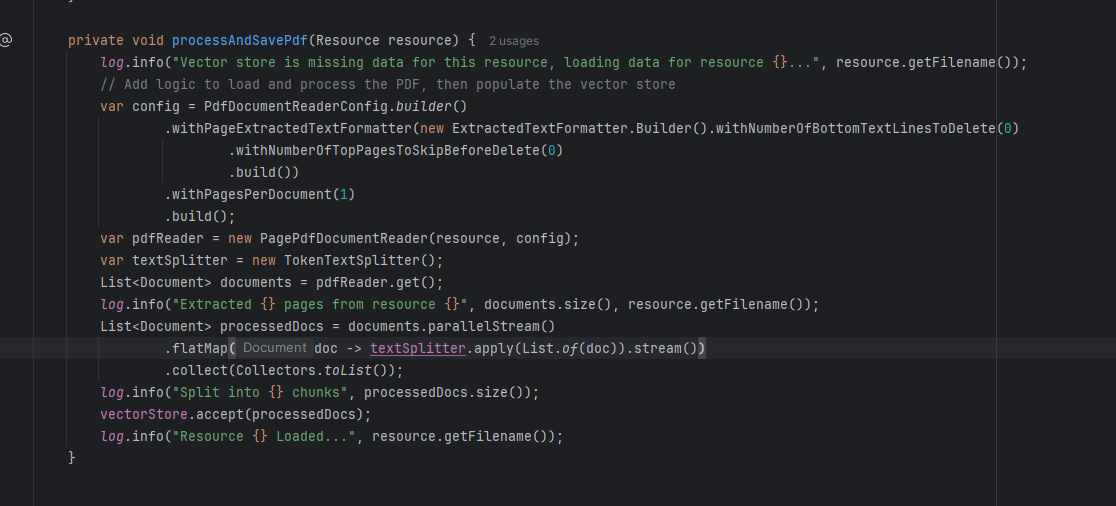 @
private void processAndSavePdf(Resource resource) { 2 usages
log.info("Vector store is missing data for this resource, loading data for resource {}...", resource.getFilename());
// Add logic to load and process the PDF, then populate the vector store
var config = PdfDocumentReaderConfig.builder()
.withPageExtractedTextFormatter(new ExtractedTextFormatter.Builder().withNumberOfBottomTextLinesToDelete(0)
.withNumberOfTopPagesToSkipBeforeDelete(0)
.build())
.withPagesPerDocument(1)
.build();
var pdfReader = new PagePdfDocumentReader(resource, config);
var textSplitter = new TokenTextSplitter();
List<Document> documents = pdfReader.get();
log.info("Extracted {} pages from resource {}", documents.size(), resource.getFilename());
List<Document> processedDocs = documents.parallelStream()
.flatMap( Document doc -> textSplitter.apply(List.of(doc)).stream())
.collect(Collectors.toList());
log.info("Split into {} chunks", processedDocs.size());
vectorStore.accept(processedDocs);
log.info("Resource {} Loaded...", resource.getFilename());
}